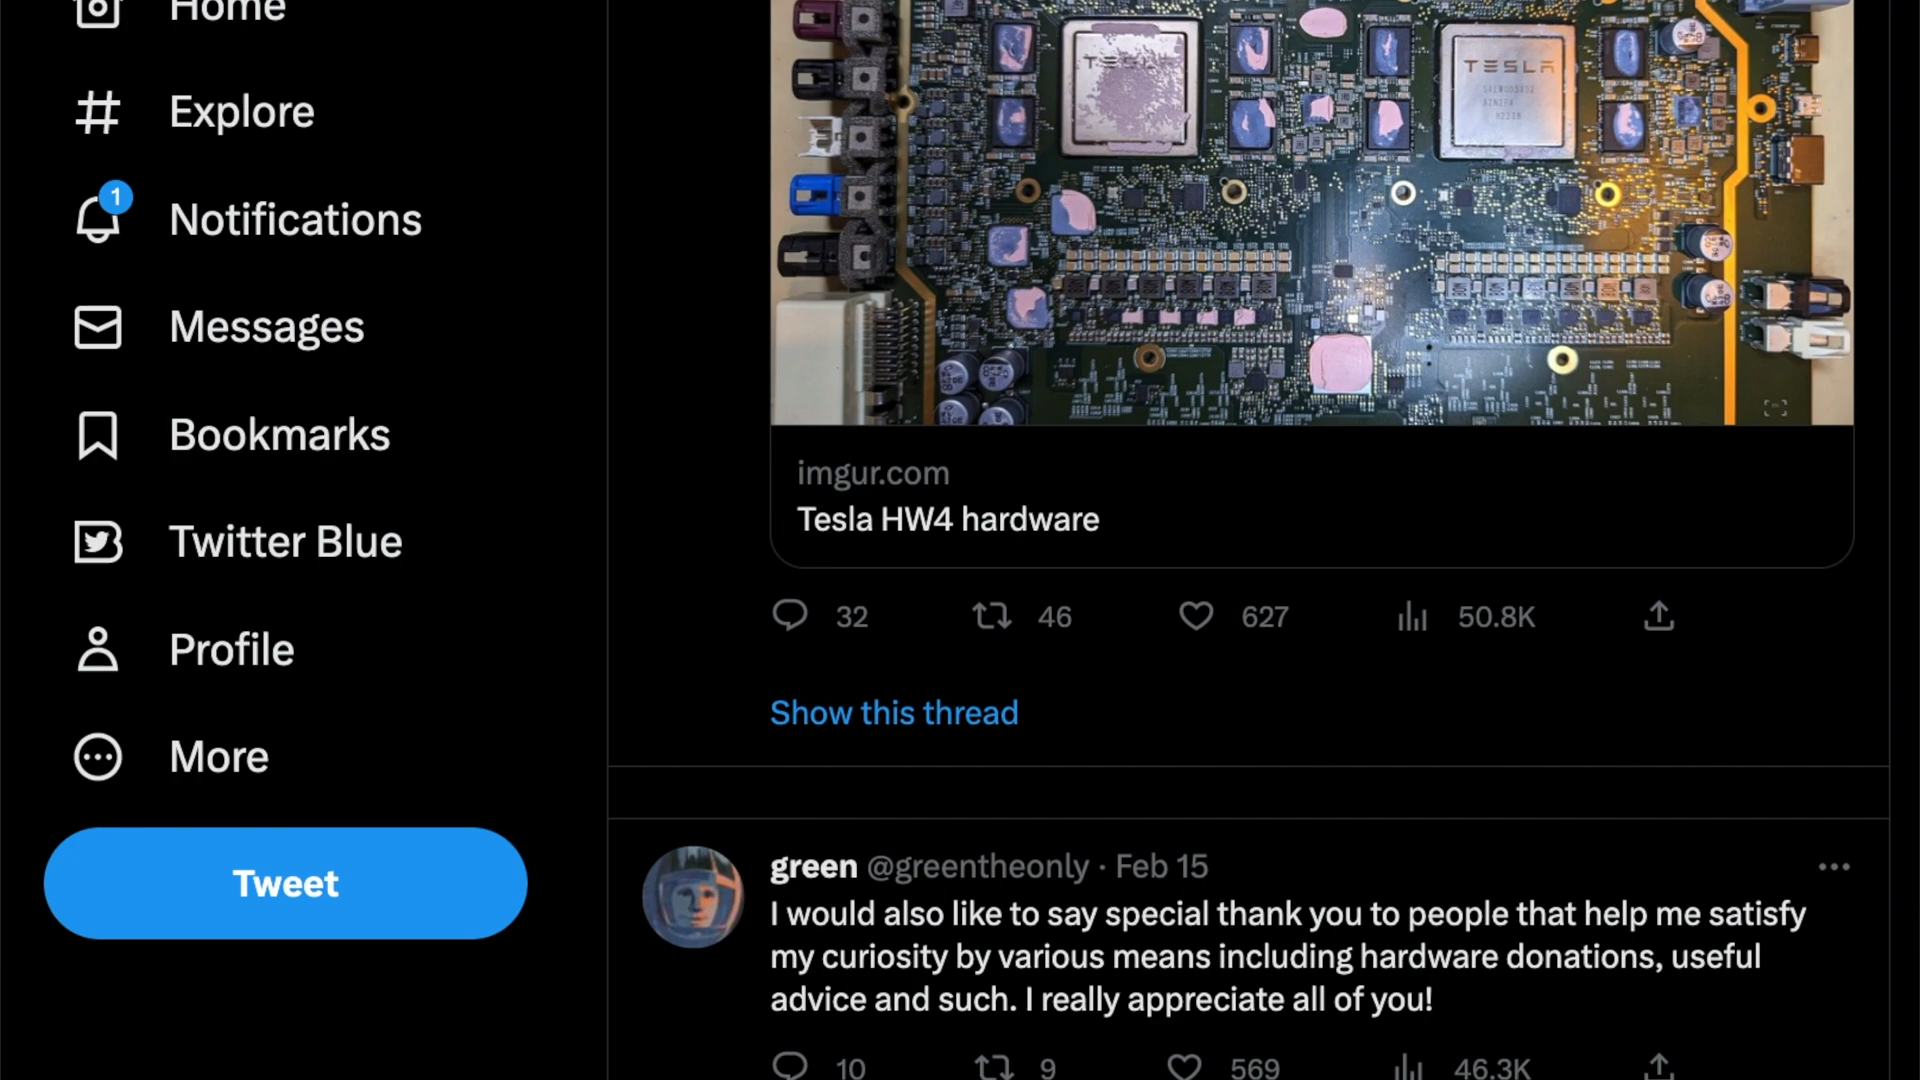 Home
Explore
1
Notifications
Messages
Bookmarks
Twitter Blue
Profile
More
Tweet
TESLA
TESLA
imgur.com
Tesla HW4 hardware
32 46 627 50.8K
Show this thread
green @greentheonly · Feb 15
I would also like to say special thank you to people that help me satisfy
my curiosity by various means including hardware donations, useful
advice and such. I really appreciate all of you!
10 9 569 46.3K